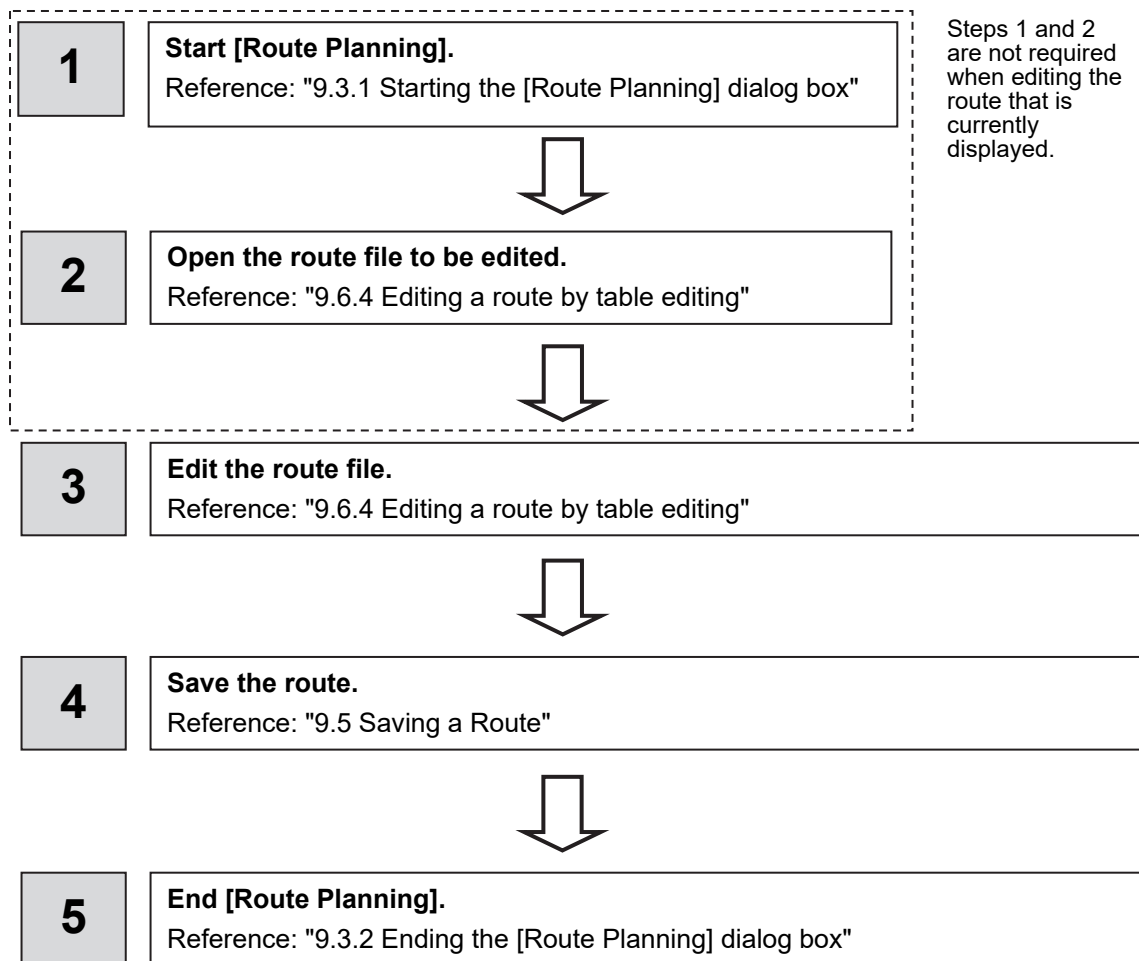 1
Start [Route Planning].
Reference: "9.3.1 Starting the [Route Planning] dialog box"
Steps 1 and 2
are not required
when editing the
route that is
currently
displayed.
2
Open the route file to be edited.
Reference: "9.6.4 Editing a route by table editing"
3
Edit the route file.
Reference: "9.6.4 Editing a route by table editing"
4
Save the route.
Reference: "9.5 Saving a Route"
5
End [Route Planning].
Reference: "9.3.2 Ending the [Route Planning] dialog box"